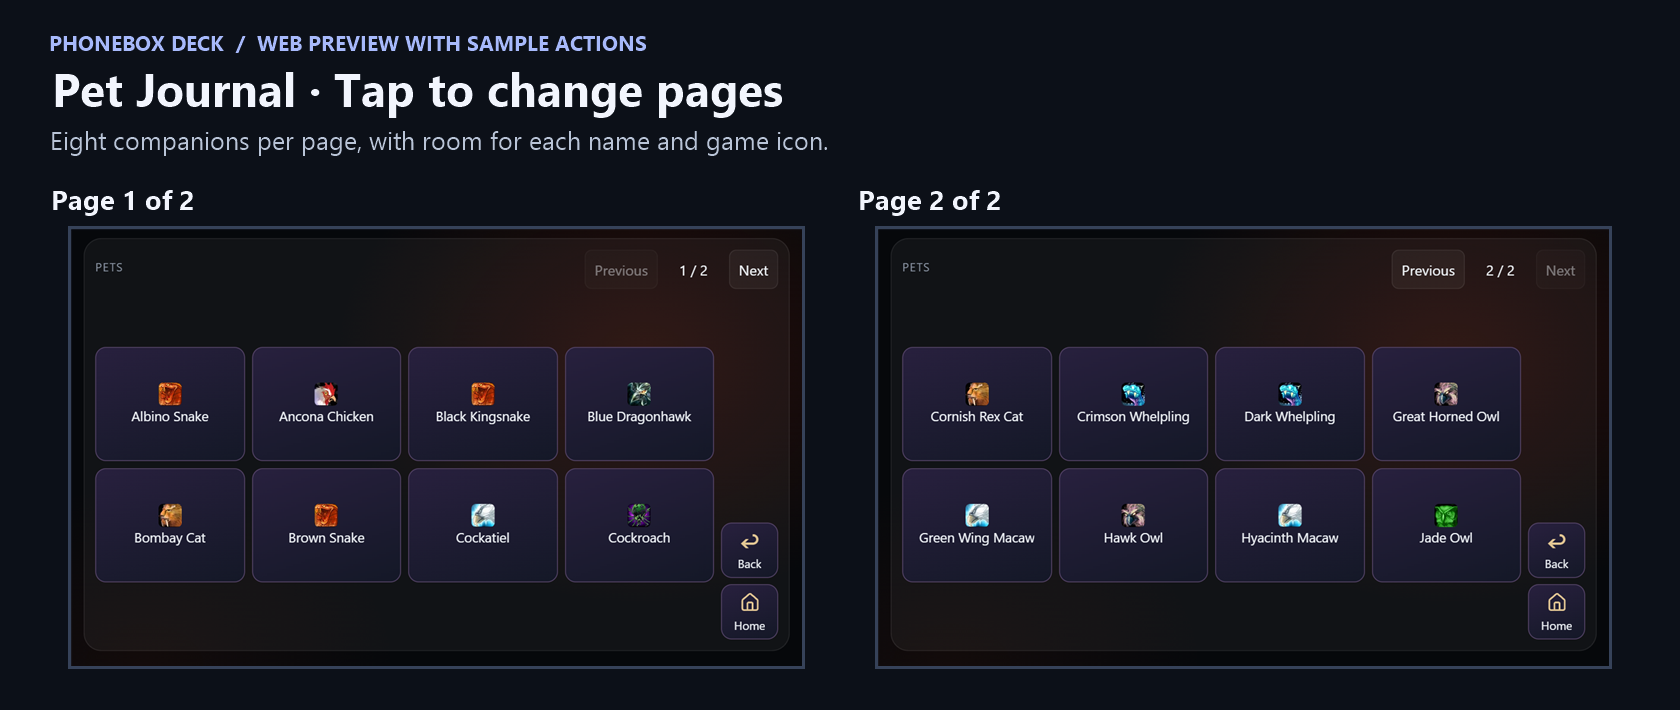 PHONEBOX DECK / WEB PREVIEW WITH SAMPLE ACTIONS
Pet Journal · Tap to change pages
Eight companions per page, with room for each name and game icon.
Page 1 of 2
PETS
Previous
1 / 2
Next
Albino Snake
Ancona Chicken
Black Kingsnake
Blue Dragonhawk
Bombay Cat
Brown Snake
Cockatiel
Cockroach
Back
Home
Page 2 of 2
PETS
Previous
2 / 2
Next
Cornish Rex Cat
Crimson Whelpling
Dark Whelpling
Great Horned Owl
Green Wing Macaw
Hawk Owl
Hyacinth Macaw
Jade Owl
Back
Home